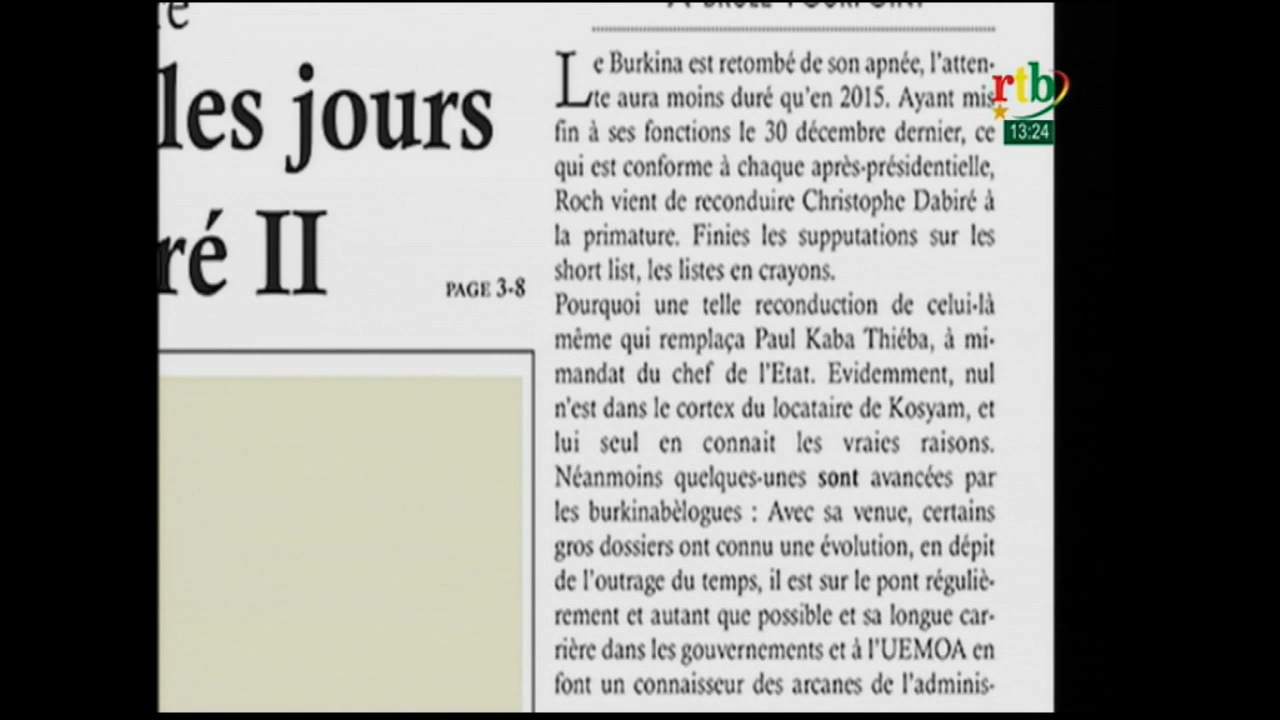 les jours
ré II
PAGE 3-8
Le Burkina est retombé de son apnée, l'atten-
te aura moins duré qu'en 2015. Ayant mis
fin à ses fonctions le 30 décembre dernier, ce
qui est conforme à chaque après-présidentielle,
Roch vient de reconduire Christophe Dabiré à
la primature. Finies les supputations sur les
short list, les listes en crayons.
Pourquoi une telle reconduction de celui-là
même qui remplaça Paul Kaba Thiéba, à mi-
mandat du chef de l'Etat. Evidemment, nul
n'est dans le cortex du locataire de Kosyam, et
lui seul en connait les vraies raisons.
Néanmoins quelques-unes sont avancées par
les burkinabèlogues : Avec sa venue, certains
gros dossiers ont connu une évolution, en dépit
de l'outrage du temps, il est sur le pont réguliè-
rement et autant que possible et sa longue car-
rière dans les gouvernements et à l'UEMOA en
font un connaisseur des arcanes de l'adminis-
rtb
13:24